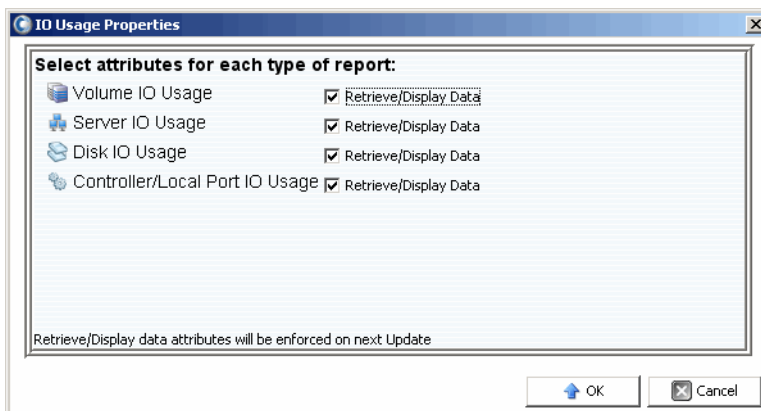 IO Usage Properties
Select attributes for each type of report:
Volume IO Usage Retrieve/Display Data
Server IO Usage Retrieve/Display Data
Disk IO Usage Retrieve/Display Data
Controller/Local Port IO Usage Retrieve/Display Data
Retrieve/Display data attributes will be enforced on next Update
OK Cancel